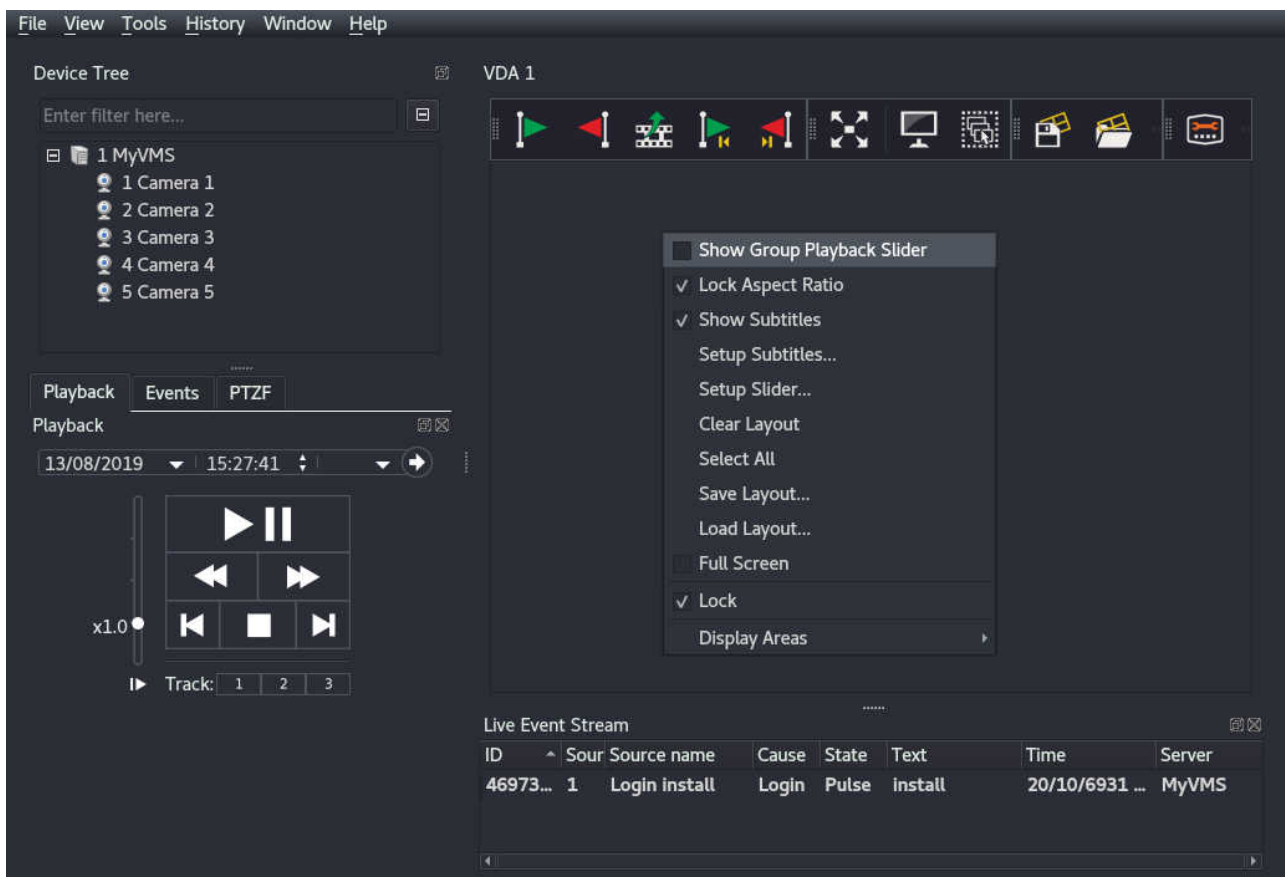 File View Tools History Window Help
Device Tree
Enter filter here...
1 MyVMS
1 Camera 1
2 Camera 2
3 Camera 3
4 Camera 4
5 Camera 5
Playback Events PTZF
Playback
13/08/2019 15:27:41
x1.0
Track: 1 2 3
VDA 1
Show Group Playback Slider
Lock Aspect Ratio
Show Subtitles
Setup Subtitles...
Setup Slider...
Clear Layout
Select All
Save Layout...
Load Layout...
Full Screen
Lock
Display Areas
Live Event Stream
ID Sour Source name Cause State Text Time Server
46973... 1 Login install Login Pulse install 20/10/6931 ... MyVMS